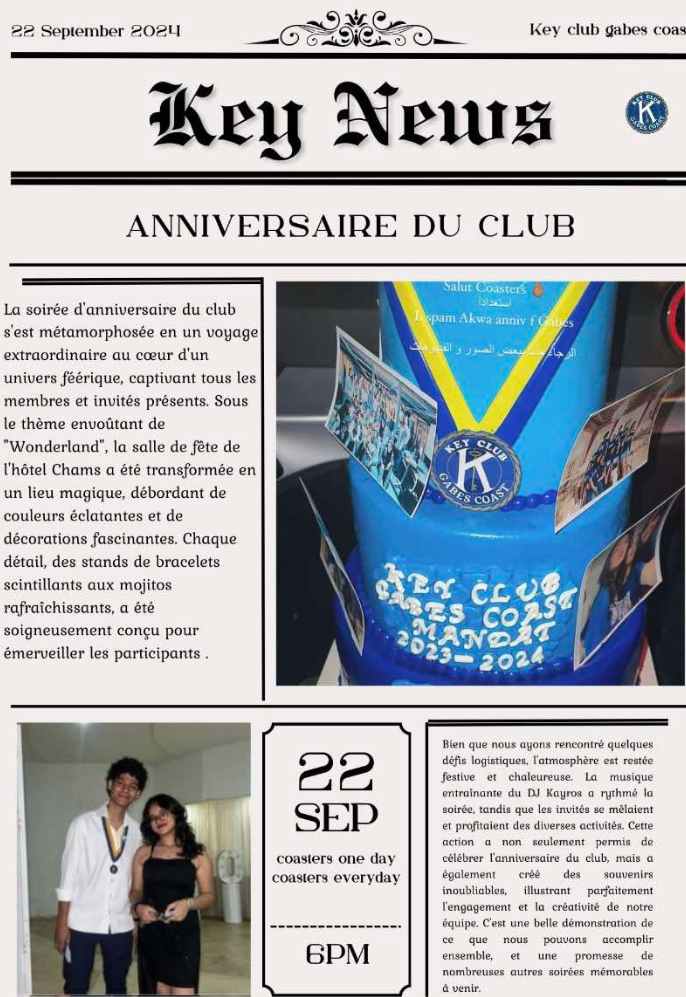 22 September 2024
Key club gabes coas
Key News
KEY CLUB
K
GABES COAST
ANNIVERSAIRE DU CLUB
La soirée d'anniversaire du club
s'est métamorphosée en un voyage
extraordinaire au cœur d'un
univers féérique, captivant tous les
membres et invités présents. Sous
le thème envoûtant de
"Wonderland", la salle de fête de
l'hôtel Chams a été transformée en
un lieu magique, débordant de
couleurs éclatantes et de
décorations fascinantes. Chaque
détail, des stands de bracelets
scintillants aux mojitos
rafraîchissants, a été
soigneusement conçu pour
émerveiller les participants .
Salut Coasters
استعدادا
spam Akwa anniv f Gabes
الرجاء بعض الصور و الفديوهات
KEY CLUB
K
GABES COAST
KEY CLUB
GABES COAST
MANDAT
2023-2024
22
SEP
coasters one day
coasters everyday
6PM
Bien que nous ayons rencontré quelques
défis logistiques, l'atmosphère est restée
festive et chaleureuse. La musique
entraînante du DJ Kayros a rythmé la
soirée, tandis que les invités se mêlaient
et profitaient des diverses activités. Cette
action a non seulement permis de
célébrer l'anniversaire du club, mais a
également créé des souvenirs
inoubliables, illustrant parfaitement
l'engagement et la créativité de notre
équipe. C'est une belle démonstration de
ce que nous pouvons accomplir
ensemble, et une promesse de
nombreuses autres soirées mémorables
à venir.